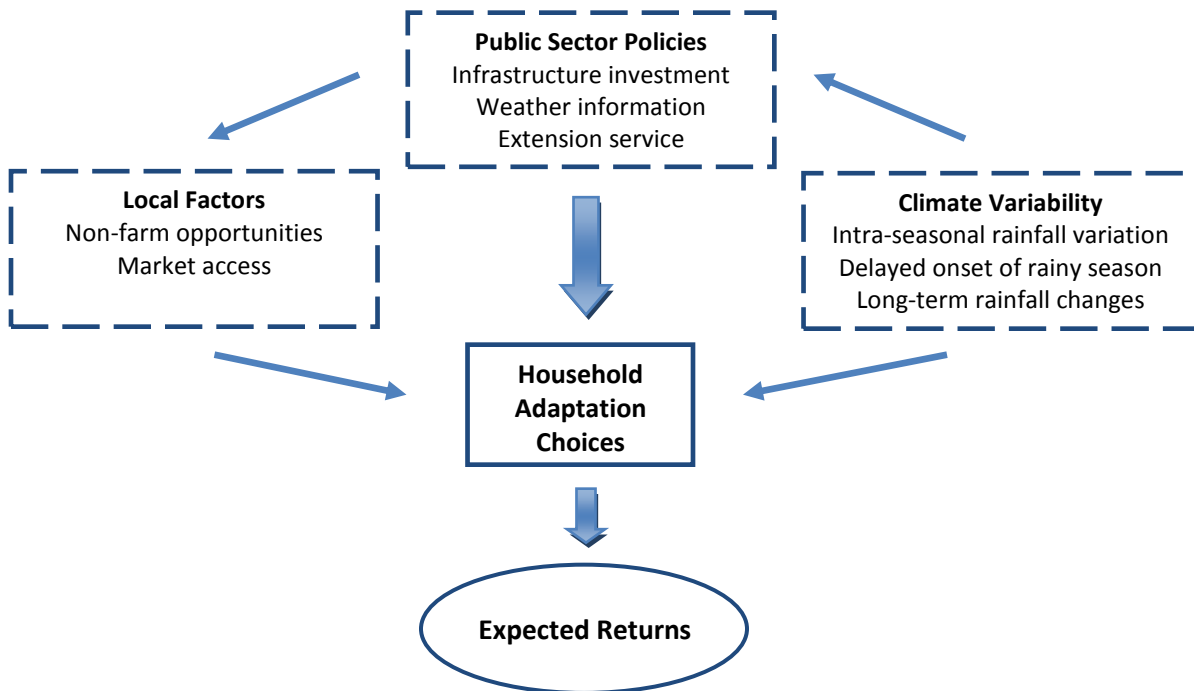 Public Sector Policies
Infrastructure investment
Weather information
Extension service
Local Factors
Non-farm opportunities
Market access
Climate Variability
Intra-seasonal rainfall variation
Delayed onset of rainy season
Long-term rainfall changes
Household
Adaptation
Choices
Expected Returns